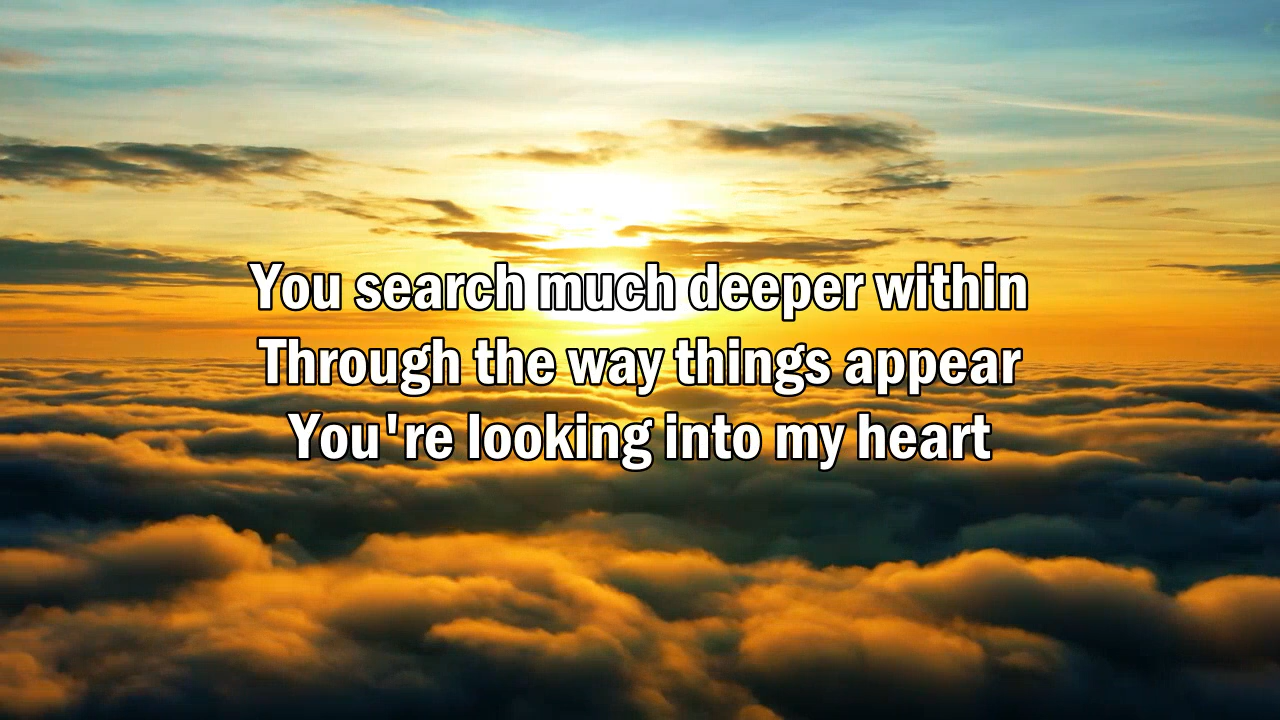 You search much deeper within
Through the way things appear
You're looking into my heart